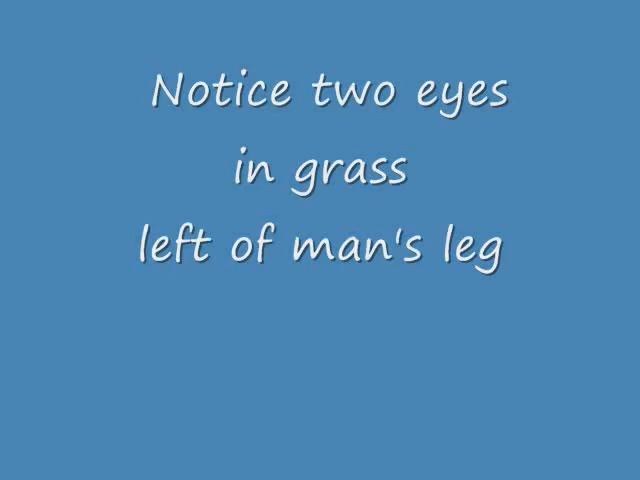 Notice two eyes
in grass
left of man's leg